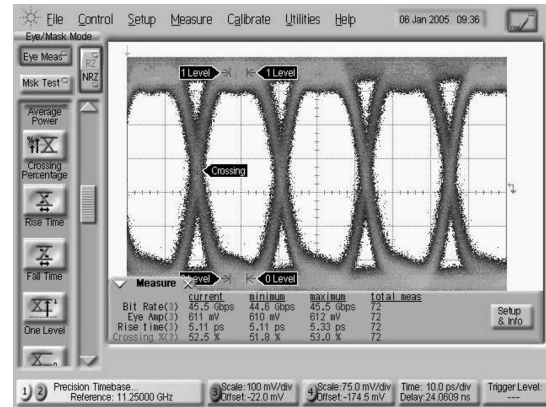 File Control Setup Measure Calibrate Utilities Help 06 Jan 2005 09:36
Eye/Mask Mode
Eye Meas
RZ
NRZ
Msk Test
Average Power
Crossing Percentage
Rise Time
Fall Time
One Level
1 Level 1 Level
Crossing
0 Level
Measure
current minimum maximum total meas
Bit Rate(3) 45.5 Gbps 44.6 Gbps 45.5 Gbps 72
Eye Amp(3) 611 mV 610 mV 612 mV 72
Rise time(3) 5.11 ps 5.11 ps 5.33 ps 72
Crossing %(3) 52.5 % 51.8 % 53.0 % 72
Setup & Info
1) 2) Precision Timebase...
Reference: 11.25000 GHz
3) Scale:100 mV/div
Offset:-22.0 mV
4) Scale:75.0 mV/div
Offset:-174.5 mV
Time: 10.0 ps/div
Delay:24.0609 ns
Trigger Level:
---